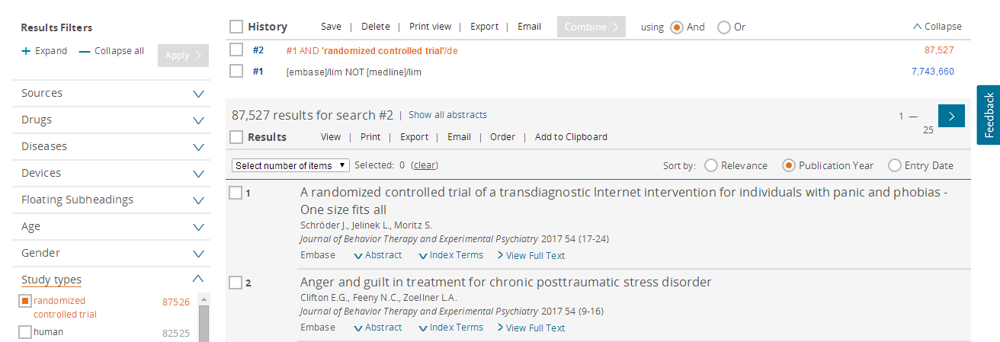 Results Filters
Expand Collapse all Apply
Sources
Drugs
Diseases
Devices
Floating Subheadings
Age
Gender
Study types
randomized controlled trial 87526
human 82525
History Save | Delete | Print view | Export | Email Combine > using And Or Collapse
#2 #1 AND 'randomized controlled trial'/de 87,527
#1 [embase]/lim NOT [medline]/lim 7,743,660
87,527 results for search #2 | Show all abstracts 1 — 25
Results View | Print | Export | Email | Order | Add to Clipboard
Select number of items Selected: 0 (clear) Sort by: Relevance Publication Year Entry Date
1 A randomized controlled trial of a transdiagnostic Internet intervention for individuals with panic and phobias -
One size fits all
Schröder J., Jelinek L., Moritz S.
Journal of Behavior Therapy and Experimental Psychiatry 2017 54 (17-24)
Embase Abstract Index Terms View Full Text
2 Anger and guilt in treatment for chronic posttraumatic stress disorder
Clifton E.G., Feeny N.C., Zoellner L.A.
Journal of Behavior Therapy and Experimental Psychiatry 2017 54 (9-16)
Embase Abstract Index Terms View Full Text
Feedback